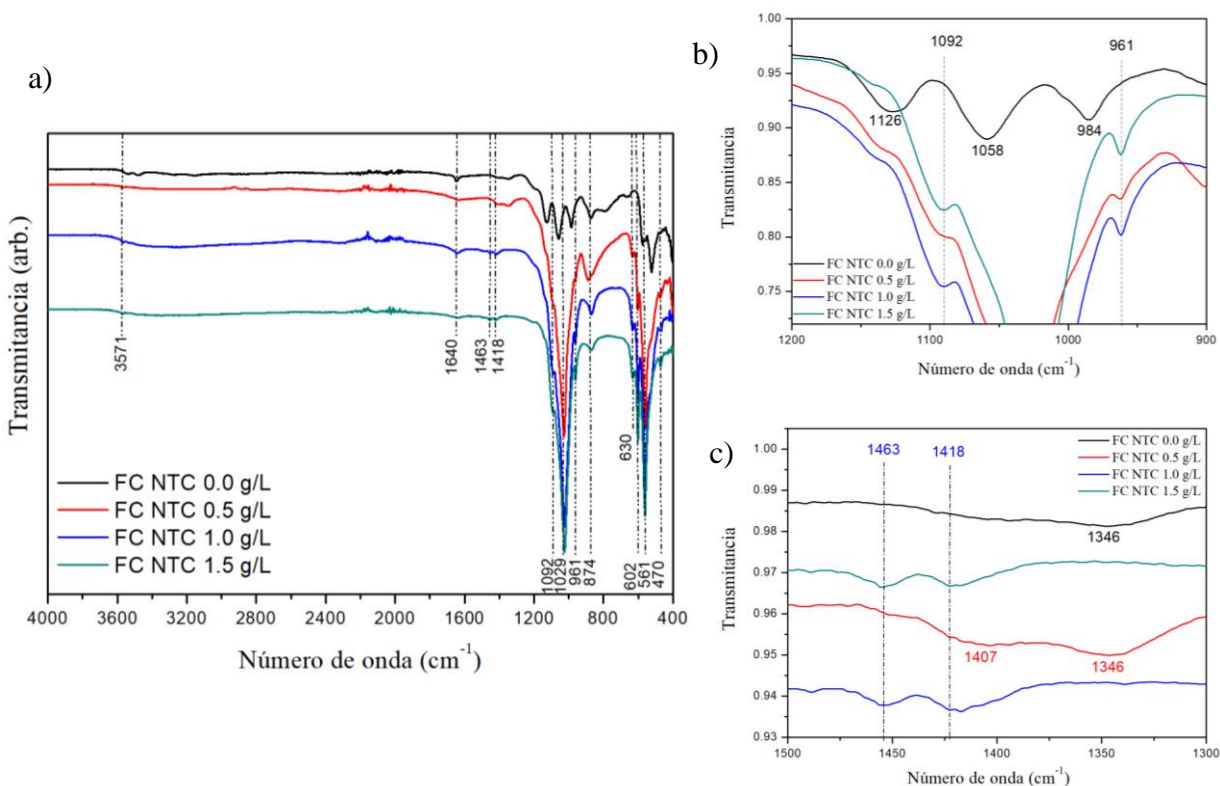 a)
3571
1640
1463
1418
630
1092
1029
961
874
602
561
470
FC NTC 0.0 g/L
FC NTC 0.5 g/L
FC NTC 1.0 g/L
FC NTC 1.5 g/L
4000 3600 3200 2800 2400 2000 1600 1200 800 400
Número de onda (cm⁻¹)
Transmitancia (arb.)
b)
1092 961
1126 1058 984
1.00
0.95
0.90
0.85
0.80
0.75
Transmitancia
FC NTC 0.0 g/L
FC NTC 0.5 g/L
FC NTC 1.0 g/L
FC NTC 1.5 g/L
1200 1100 1000 900
Número de onda (cm⁻¹)
c)
1463 1418
FC NTC 0.0 g/L
FC NTC 0.5 g/L
FC NTC 1.0 g/L
FC NTC 1.5 g/L
1346
1407 1346
1.00
0.99
0.98
0.97
0.96
0.95
0.94
0.93
Transmitancia
1500 1450 1400 1350 1300
Número de onda (cm⁻¹)